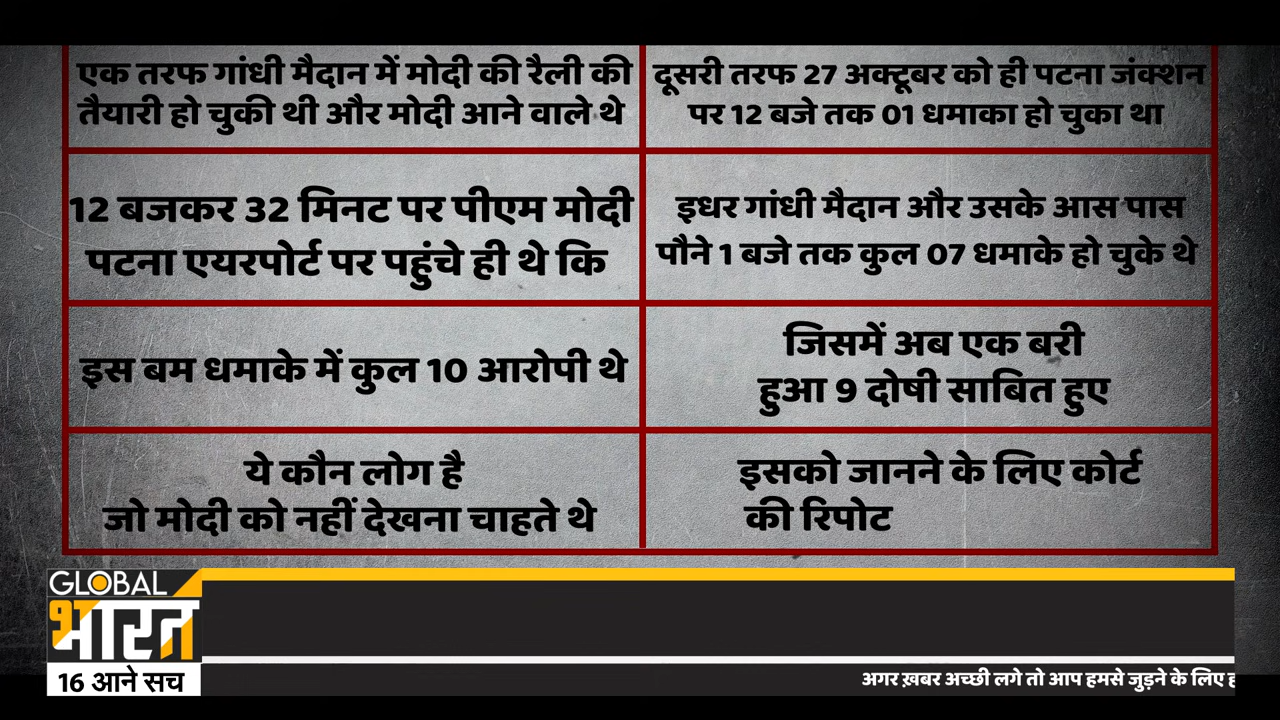 एक तरफ गांधी मैदान में मोदी की रैली की
तैयारी हो चुकी थी और मोदी आने वाले थे
दूसरी तरफ 27 अक्टूबर को ही पटना जंक्शन
पर 12 बजे तक 01 धमाका हो चुका था
12 बजकर 32 मिनट पर पीएम मोदी
पटना एयरपोर्ट पर पहुंचे ही थे कि
इधर गांधी मैदान और उसके आस पास
पौने 1 बजे तक कुल 07 धमाके हो चुके थे
इस बम धमाके में कुल 10 आरोपी थे
जिसमें अब एक बरी
हुआ 9 दोषी साबित हुए
ये कौन लोग है
जो मोदी को नहीं देखना चाहते थे
इसको जानने के लिए कोर्ट
की रिपोट
GLOBAL
भारत
16 आने सच
अगर ख़बर अच्छी लगे तो आप हमसे जुड़ने के लिए